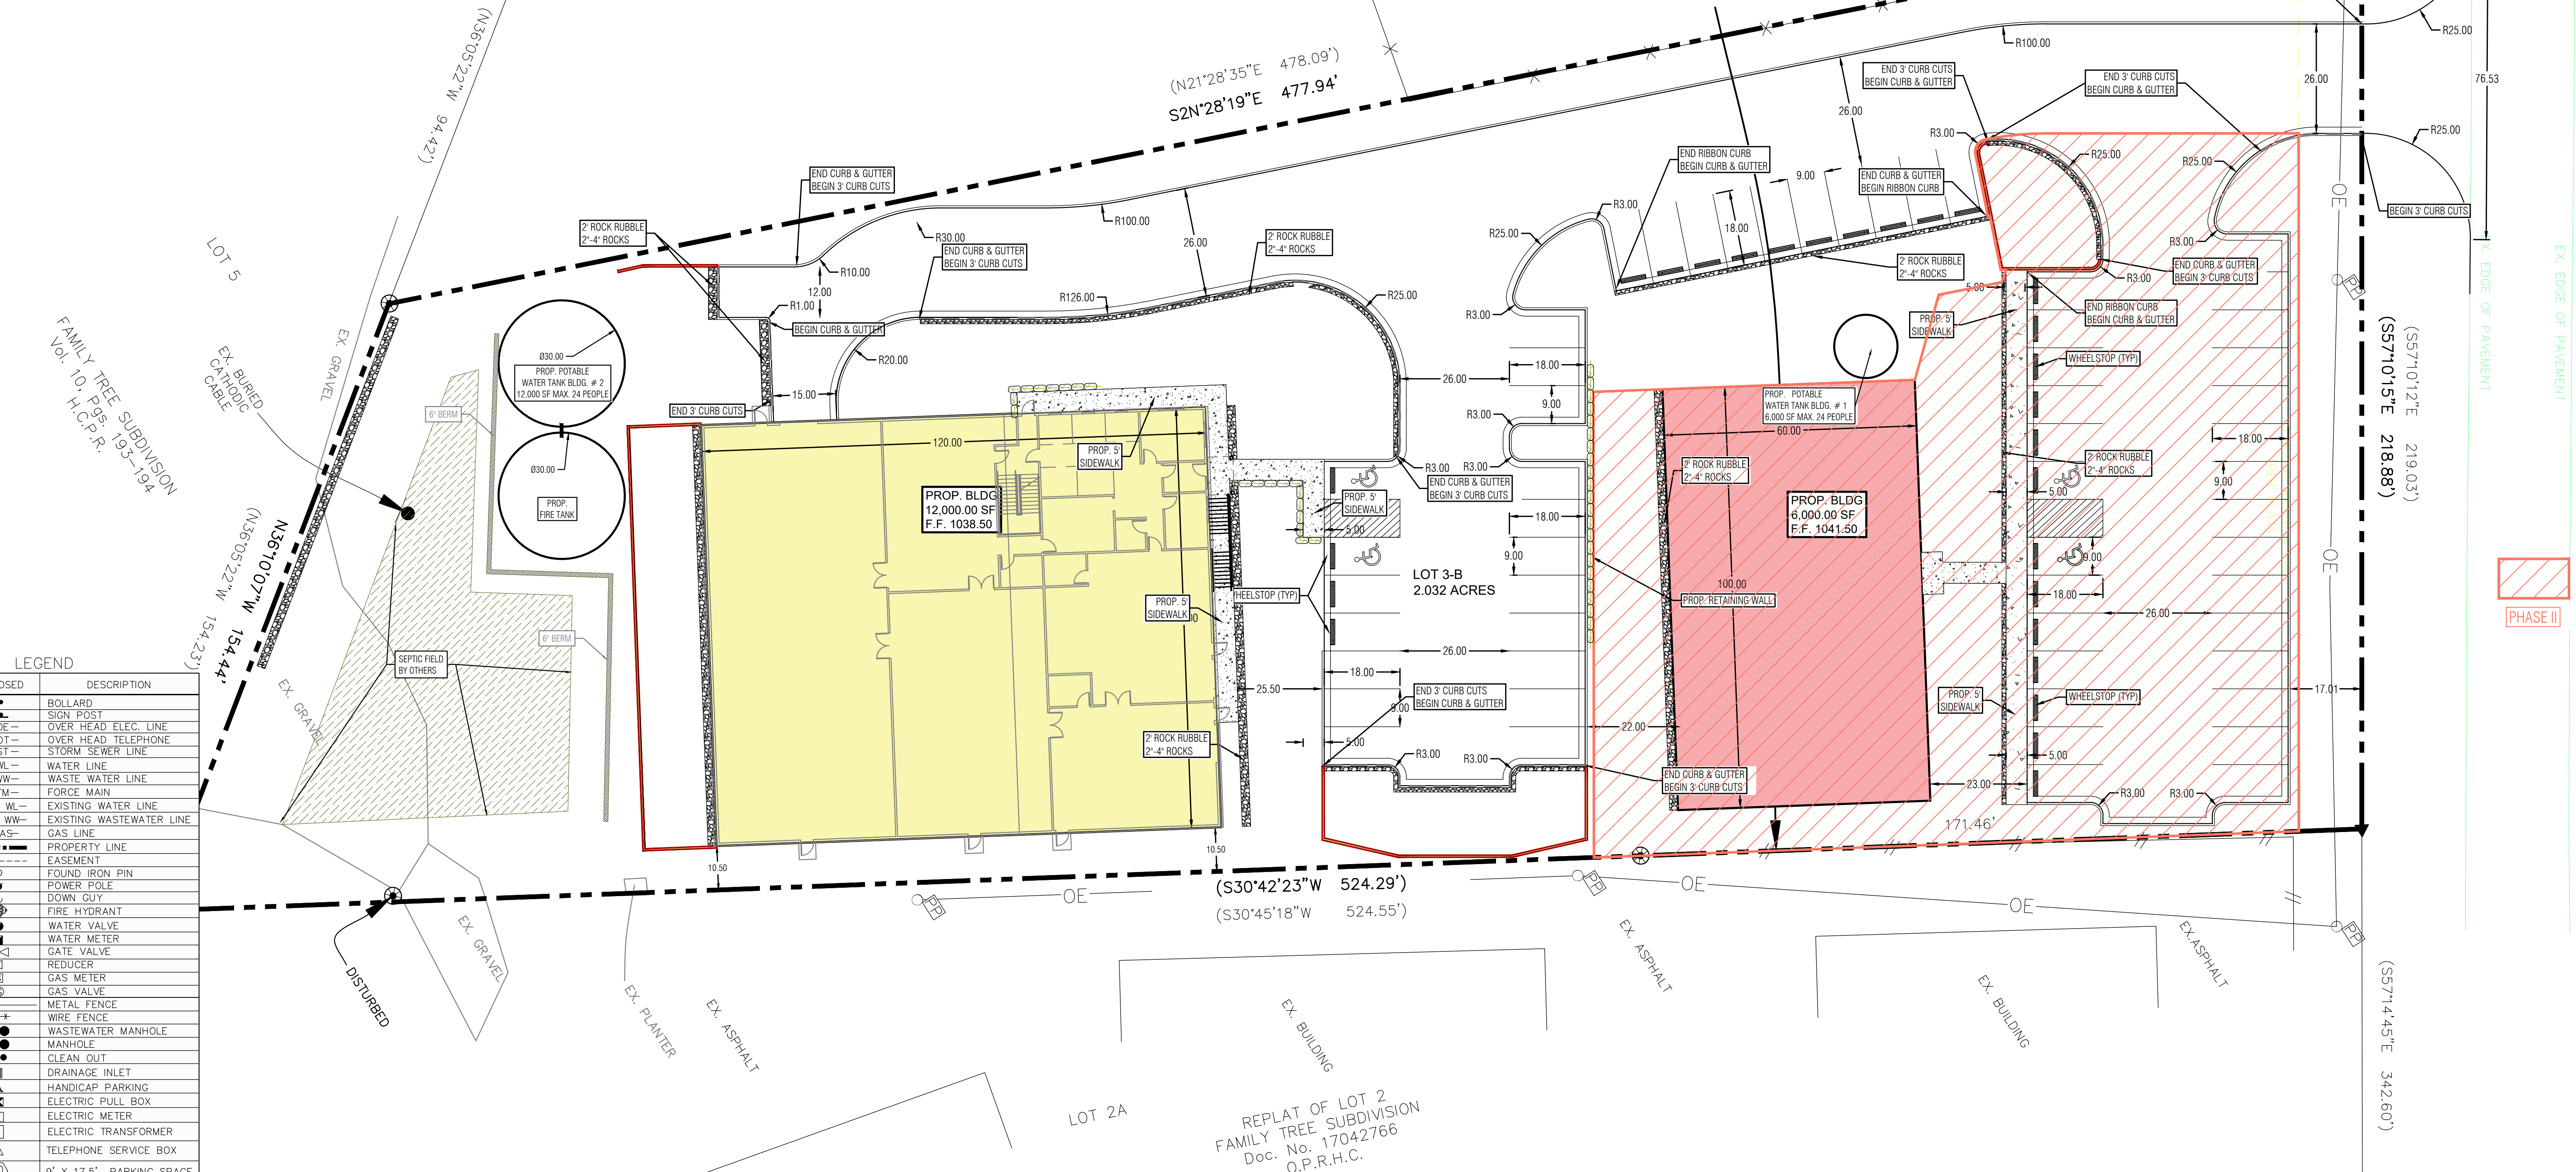 (N36°05'22"W 94.42')
(N21°28'35"E 478.09')
S2N°28'19"E 477.94'
R100.00
R25.00
26.00
76.53
END 3' CURB CUTS
BEGIN CURB & GUTTER
END 3' CURB CUTS
BEGIN CURB & GUTTER
26.00
R3.00
R25.00
R25.00
R25.00
END RIBBON CURB
BEGIN CURB & GUTTER
9.00
END CURB & GUTTER
BEGIN RIBBON CURB
18.00
OE
BEGIN 3' CURB CUTS
END CURB & GUTTER
BEGIN 3' CURB CUTS
2' ROCK RUBBLE
2"-4" ROCKS
R30.00
R100.00
26.00
END CURB & GUTTER
BEGIN 3' CURB CUTS
2' ROCK RUBBLE
2"-4" ROCKS
R3.00
R25.00
R3.00
2' ROCK RUBBLE
2"-4" ROCKS
END CURB & GUTTER
BEGIN 3' CURB CUTS
R3.00
LOT 5
R10.00
12.00
R1.00
BEGIN CURB & GUTTER
R126.00
R25.00
R3.00
5.00
PP
X. EDGE OF PAVEMENT
EX. EDGE OF PAVEMENT
END RIBBON CURB
BEGIN CURB & GUTTER
PROP. 5'
SIDEWALK
EX. GRAVEL
FAMILY TREE SUBDIVISION
Vol. 10, Pgs. 193-194
H.C.P.R.
EX. BURIED
CATHODIC
CABLE
Ø30.00
PROP. POTABLE
WATER TANK BLDG. # 2
12,000 SF MAX. 24 PEOPLE
R20.00
15.00
END 3' CURB CUTS
6" BERM
26.00
18.00
9.00
R3.00
PROP. POTABLE
WATER TANK BLDG. # 1
6,000 SF MAX. 24 PEOPLE
60.00
WHEELSTOP (TYP)
(S57°10'15"E 218.88')
(S57°10'12"E 219.03')
Ø30.00
PROP.
FIRE TANK
120.00
PROP. 5'
SIDEWALK
R3.00
R3.00
END CURB & GUTTER
BEGIN 3' CURB CUTS
2' ROCK RUBBLE
2"-4" ROCKS
2' ROCK RUBBLE
2"-4" ROCKS
18.00
9.00
PROP. BLDG
12,000.00 SF
F.F. 1038.50
PROP. 5'
SIDEWALK
5.00
18.00
9.00
PROP. BLDG
6,000.00 SF
F.F. 1041.50
5.00
9.00
OE
N36°10'07"W 154.44'
(N36°05'22"W 154.23')
LOT 3-B
2.032 ACRES
100.00
PROP. RETAINING WALL
18.00
26.00
PHASE II
WHEELSTOP (TYP)
PROP. 5'
SIDEWALK
6" BERM
SEPTIC FIELD
BY OTHERS
EX. GRAVEL
26.00
18.00
9.00
25.50
END 3' CURB CUTS
BEGIN CURB & GUTTER
22.00
PROP. 5'
SIDEWALK
WHEELSTOP (TYP)
17.01
2' ROCK RUBBLE
2"-4" ROCKS
5.00
R3.00
R3.00
END CURB & GUTTER
BEGIN 3' CURB CUTS
5.00
23.00
R3.00
R3.00
171.46'
10.50
10.50
(S30°42'23"W 524.29')
(S30°45'18"W 524.55')
OE
PP
PP
OE
OE
PP
DISTURBED
EX. GRAVEL
EX. PLANTER
EX. ASPHALT
EX. BUILDING
EX. ASPHALT
EX. BUILDING
EX.ASPHALT
(S57°14'45"E 342.60')
LOT 2A
REPLAT OF LOT 2
FAMILY TREE SUBDIVISION
Doc. No. 17042766
O.P.R.H.C.
LEGEND
OSED DESCRIPTION
BOLLARD
SIGN POST
OVER HEAD ELEC. LINE
OVER HEAD TELEPHONE
STORM SEWER LINE
WATER LINE
WASTE WATER LINE
FORCE MAIN
WL EXISTING WATER LINE
WW EXISTING WASTEWATER LINE
GAS LINE
PROPERTY LINE
EASEMENT
FOUND IRON PIN
POWER POLE
DOWN GUY
FIRE HYDRANT
WATER VALVE
WATER METER
GATE VALVE
REDUCER
GAS METER
GAS VALVE
METAL FENCE
WIRE FENCE
WASTEWATER MANHOLE
MANHOLE
CLEAN OUT
DRAINAGE INLET
HANDICAP PARKING
ELECTRIC PULL BOX
ELECTRIC METER
ELECTRIC TRANSFORMER
TELEPHONE SERVICE BOX
9' X 17.5' PARKING SPACE